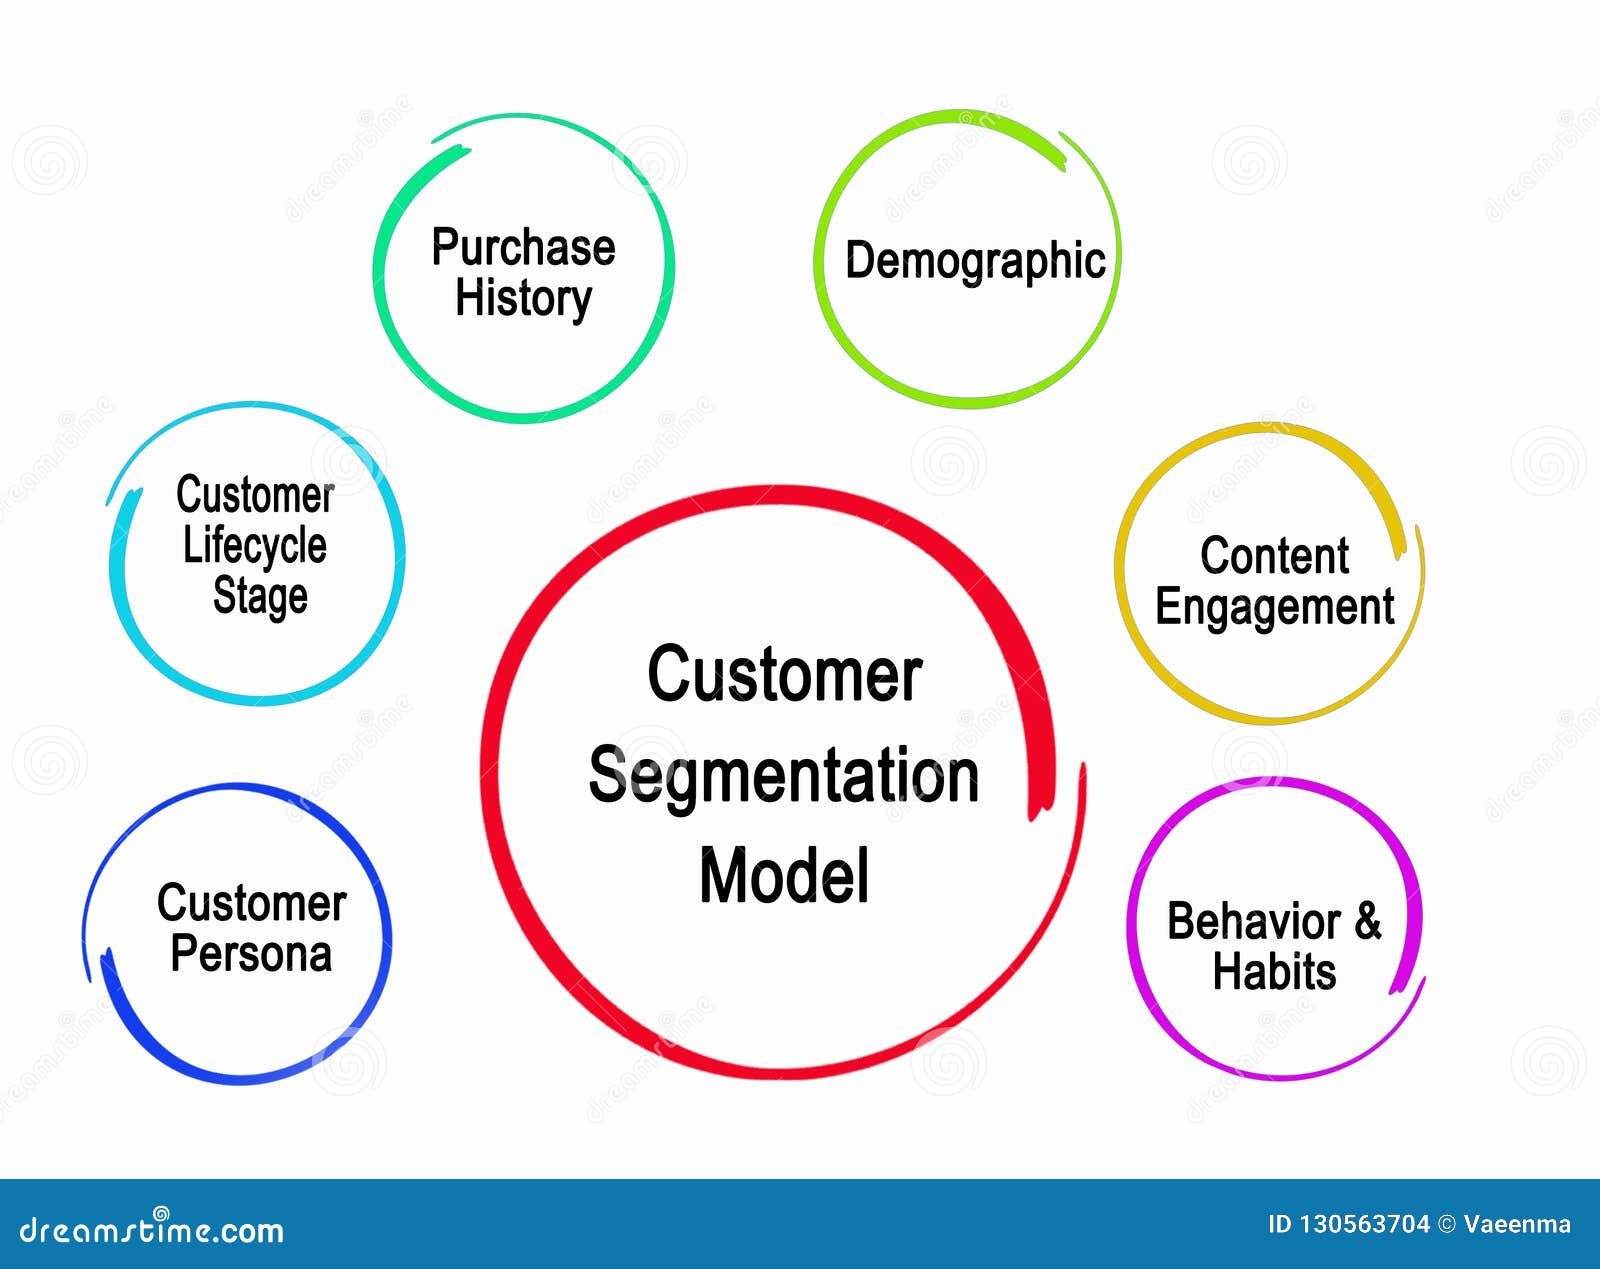 Purchase
History
Demographic
Customer
Lifecycle
Stage
Content
Engagement
Customer
Segmentation
Model
Customer
Persona
Behavior &
Habits
dreamstime.com
ID 130563704 © Vaeenma